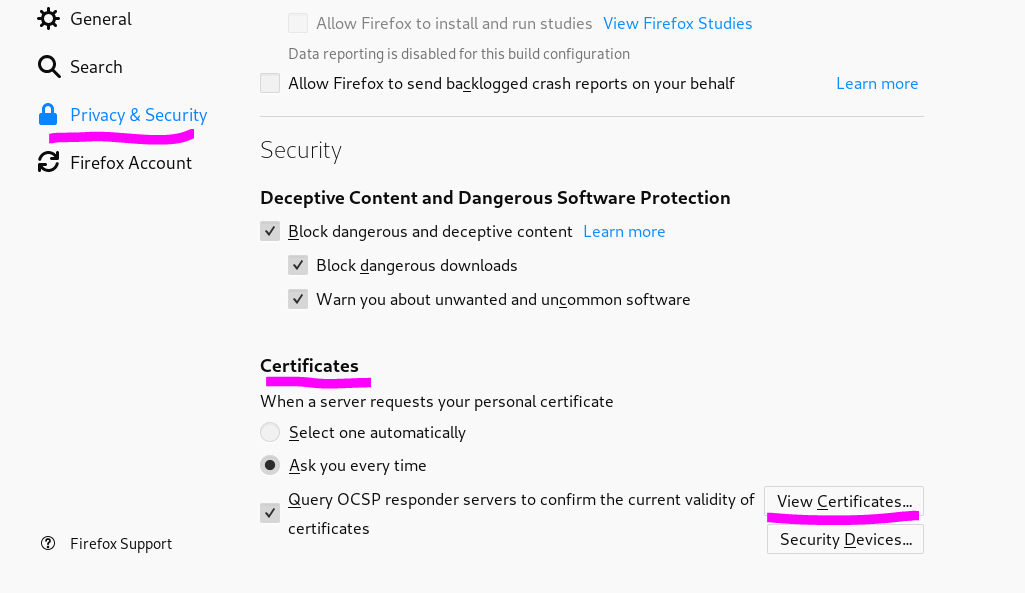 General
Search
Privacy & Security
Firefox Account
Firefox Support
Allow Firefox to install and run studies View Firefox Studies
Data reporting is disabled for this build configuration
Allow Firefox to send backlogged crash reports on your behalf Learn more
Security
Deceptive Content and Dangerous Software Protection
Block dangerous and deceptive content Learn more
Block dangerous downloads
Warn you about unwanted and uncommon software
Certificates
When a server requests your personal certificate
Select one automatically
Ask you every time
Query OCSP responder servers to confirm the current validity of
certificates
View Certificates...
Security Devices...